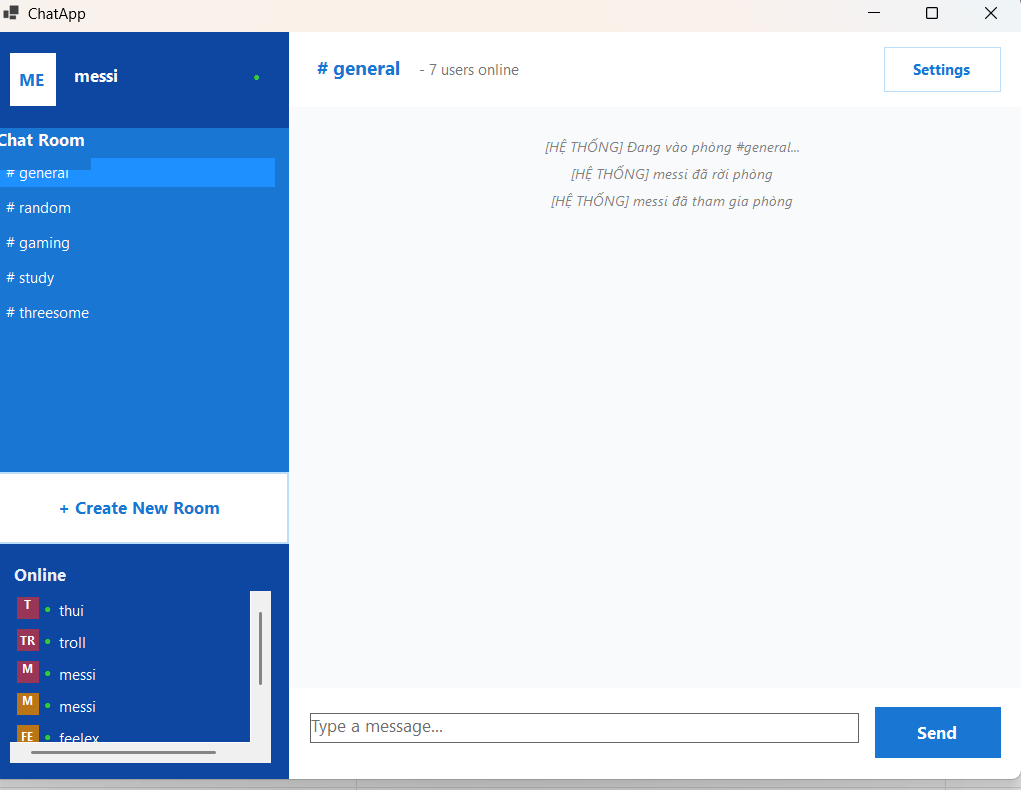 ChatApp
ME
messi
# general
- 7 users online
Settings
Chat Room
# general
# random
# gaming
# study
# threesome
[HỆ THỐNG] Đang vào phòng #general...
[HỆ THỐNG] messi đã rời phòng
[HỆ THỐNG] messi đã tham gia phòng
+ Create New Room
Online
T
thui
TR
troll
M
messi
M
messi
FE
feelex
Type a message...
Send